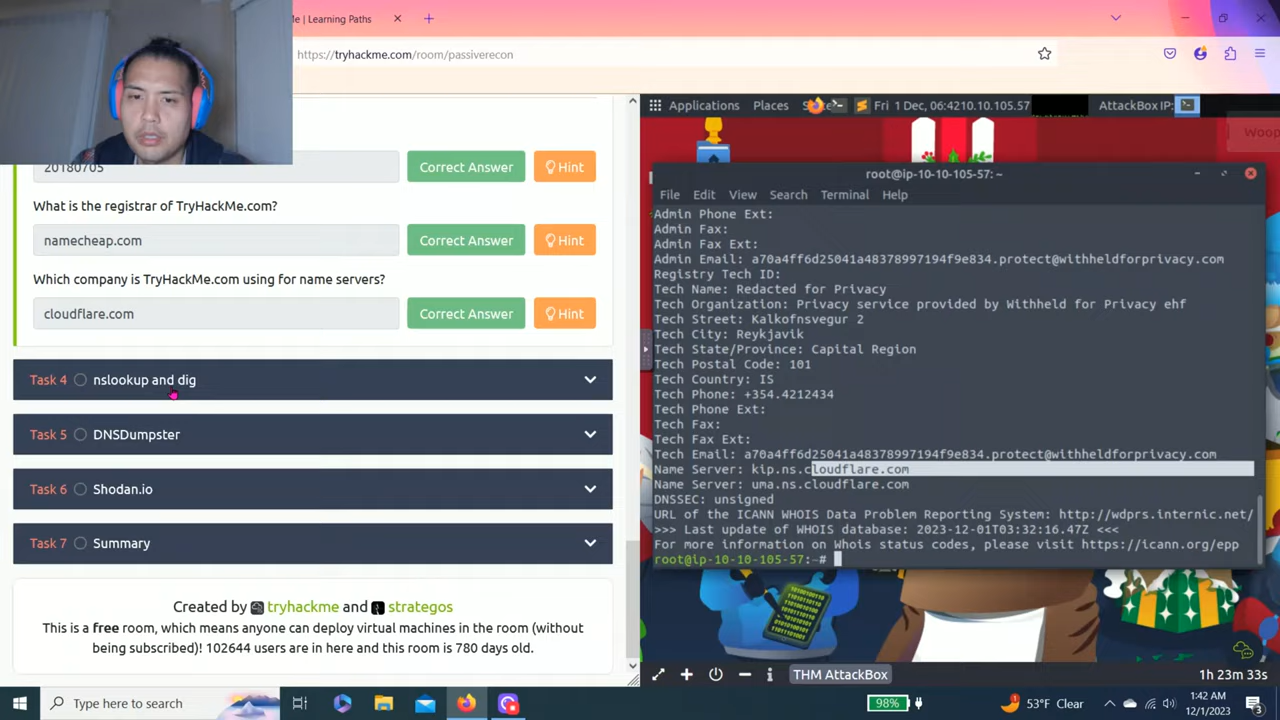 Me | Learning Paths
https://tryhackme.com/room/passiverecon
20180705
Correct Answer
Hint
What is the registrar of TryHackMe.com?
namecheap.com
Correct Answer
Hint
Which company is TryHackMe.com using for name servers?
cloudflare.com
Correct Answer
Hint
Task 4
nslookup and dig
Task 5
DNSDumpster
Task 6
Shodan.io
Task 7
Summary
Created by tryhackme and strategos
This is a free room, which means anyone can deploy virtual machines in the room (without
being subscribed)! 102644 users are in here and this room is 780 days old.
Applications Places Fri 1 Dec, 06:42 10.10.105.57 AttackBox IP:
Woop
root@ip-10-10-105-57: ~
File Edit View Search Terminal Help
Admin Phone Ext:
Admin Fax:
Admin Fax Ext:
Admin Email: a70a4ff6d25041a48378997194f9e834.protect@withheldforprivacy.com
Registry Tech ID:
Tech Name: Redacted for Privacy
Tech Organization: Privacy service provided by Withheld for Privacy ehf
Tech Street: Kalkofnsvegur 2
Tech City: Reykjavik
Tech State/Province: Capital Region
Tech Postal Code: 101
Tech Country: IS
Tech Phone: +354.4212434
Tech Phone Ext:
Tech Fax:
Tech Fax Ext:
Tech Email: a70a4ff6d25041a48378997194f9e834.protect@withheldforprivacy.com
Name Server: kip.ns.cloudflare.com
Name Server: uma.ns.cloudflare.com
DNSSEC: unsigned
URL of the ICANN WHOIS Data Problem Reporting System: http://wdprs.internic.net/
>>> Last update of WHOIS database: 2023-12-01T03:32:16.47Z <<<
For more information on Whois status codes, please visit https://icann.org/epp
root@ip-10-10-105-57:~#
THM AttackBox
1h 23m 33s
Type here to search
98%
53°F Clear
1:42 AM
12/1/2023
3